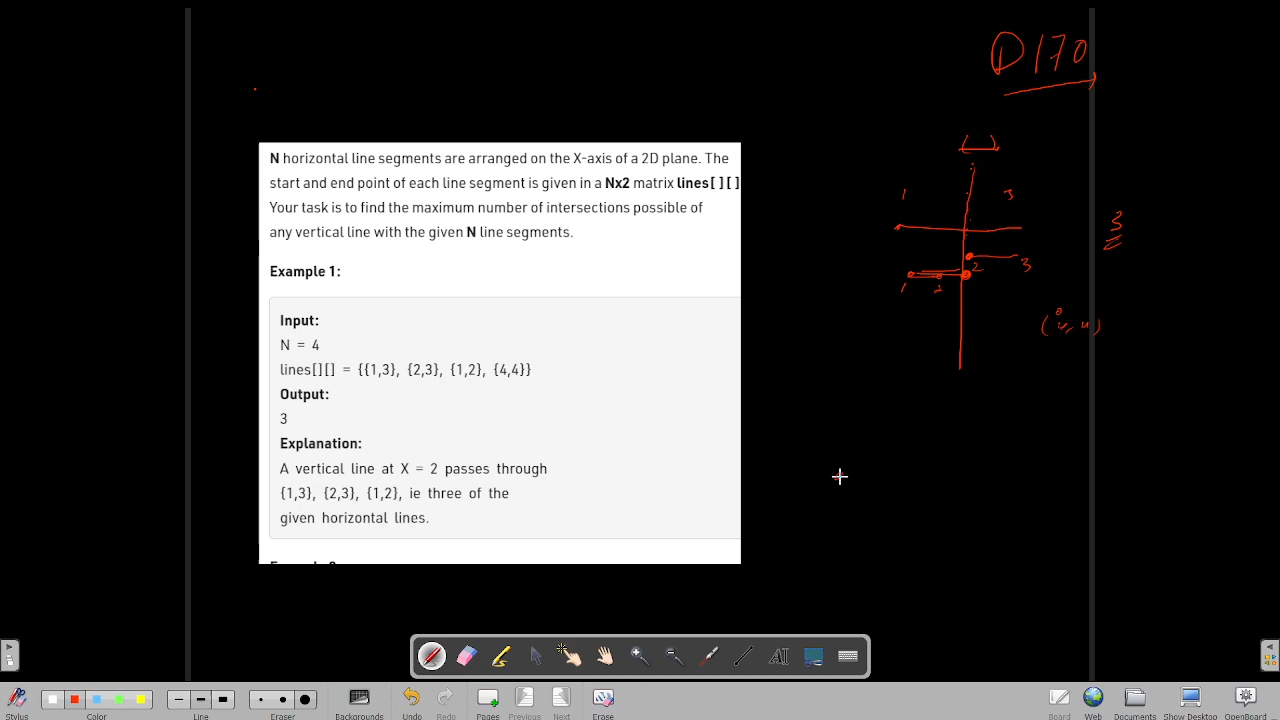 D170
N horizontal line segments are arranged on the X-axis of a 2D plane. The
start and end point of each line segment is given in a Nx2 matrix lines[ ][ ]
Your task is to find the maximum number of intersections possible of
any vertical line with the given N line segments.
Example 1:
Input:
N = 4
lines[][] = {{1,3}, {2,3}, {1,2}, {4,4}}
Output:
3
Explanation:
A vertical line at X = 2 passes through
{1,3}, {2,3}, {1,2}, ie three of the
given horizontal lines.
1 3
3
2 3
1 2
Stylus Color Line Eraser Backgrounds Undo Redo Pages Previous Next Erase Board Web Documents Show Desktop OpenBoard